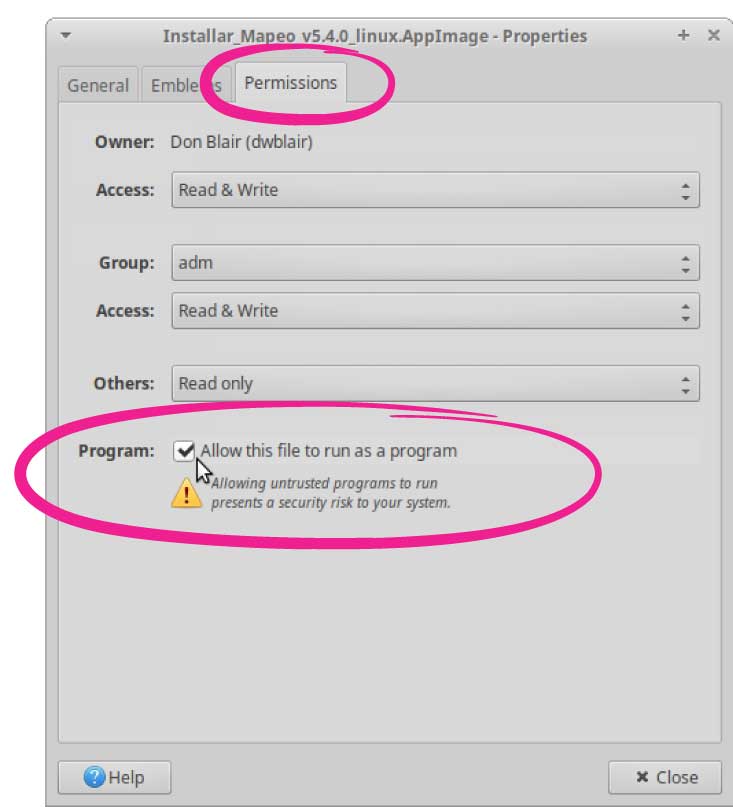 Installar_Mapeo_v5.4.0_linux.AppImage - Properties
General Emblems Permissions
Owner: Don Blair (dwblair)
Access: Read & Write
Group: adm
Access: Read & Write
Others: Read only
Program: Allow this file to run as a program
Allowing untrusted programs to run
presents a security risk to your system.
Help Close